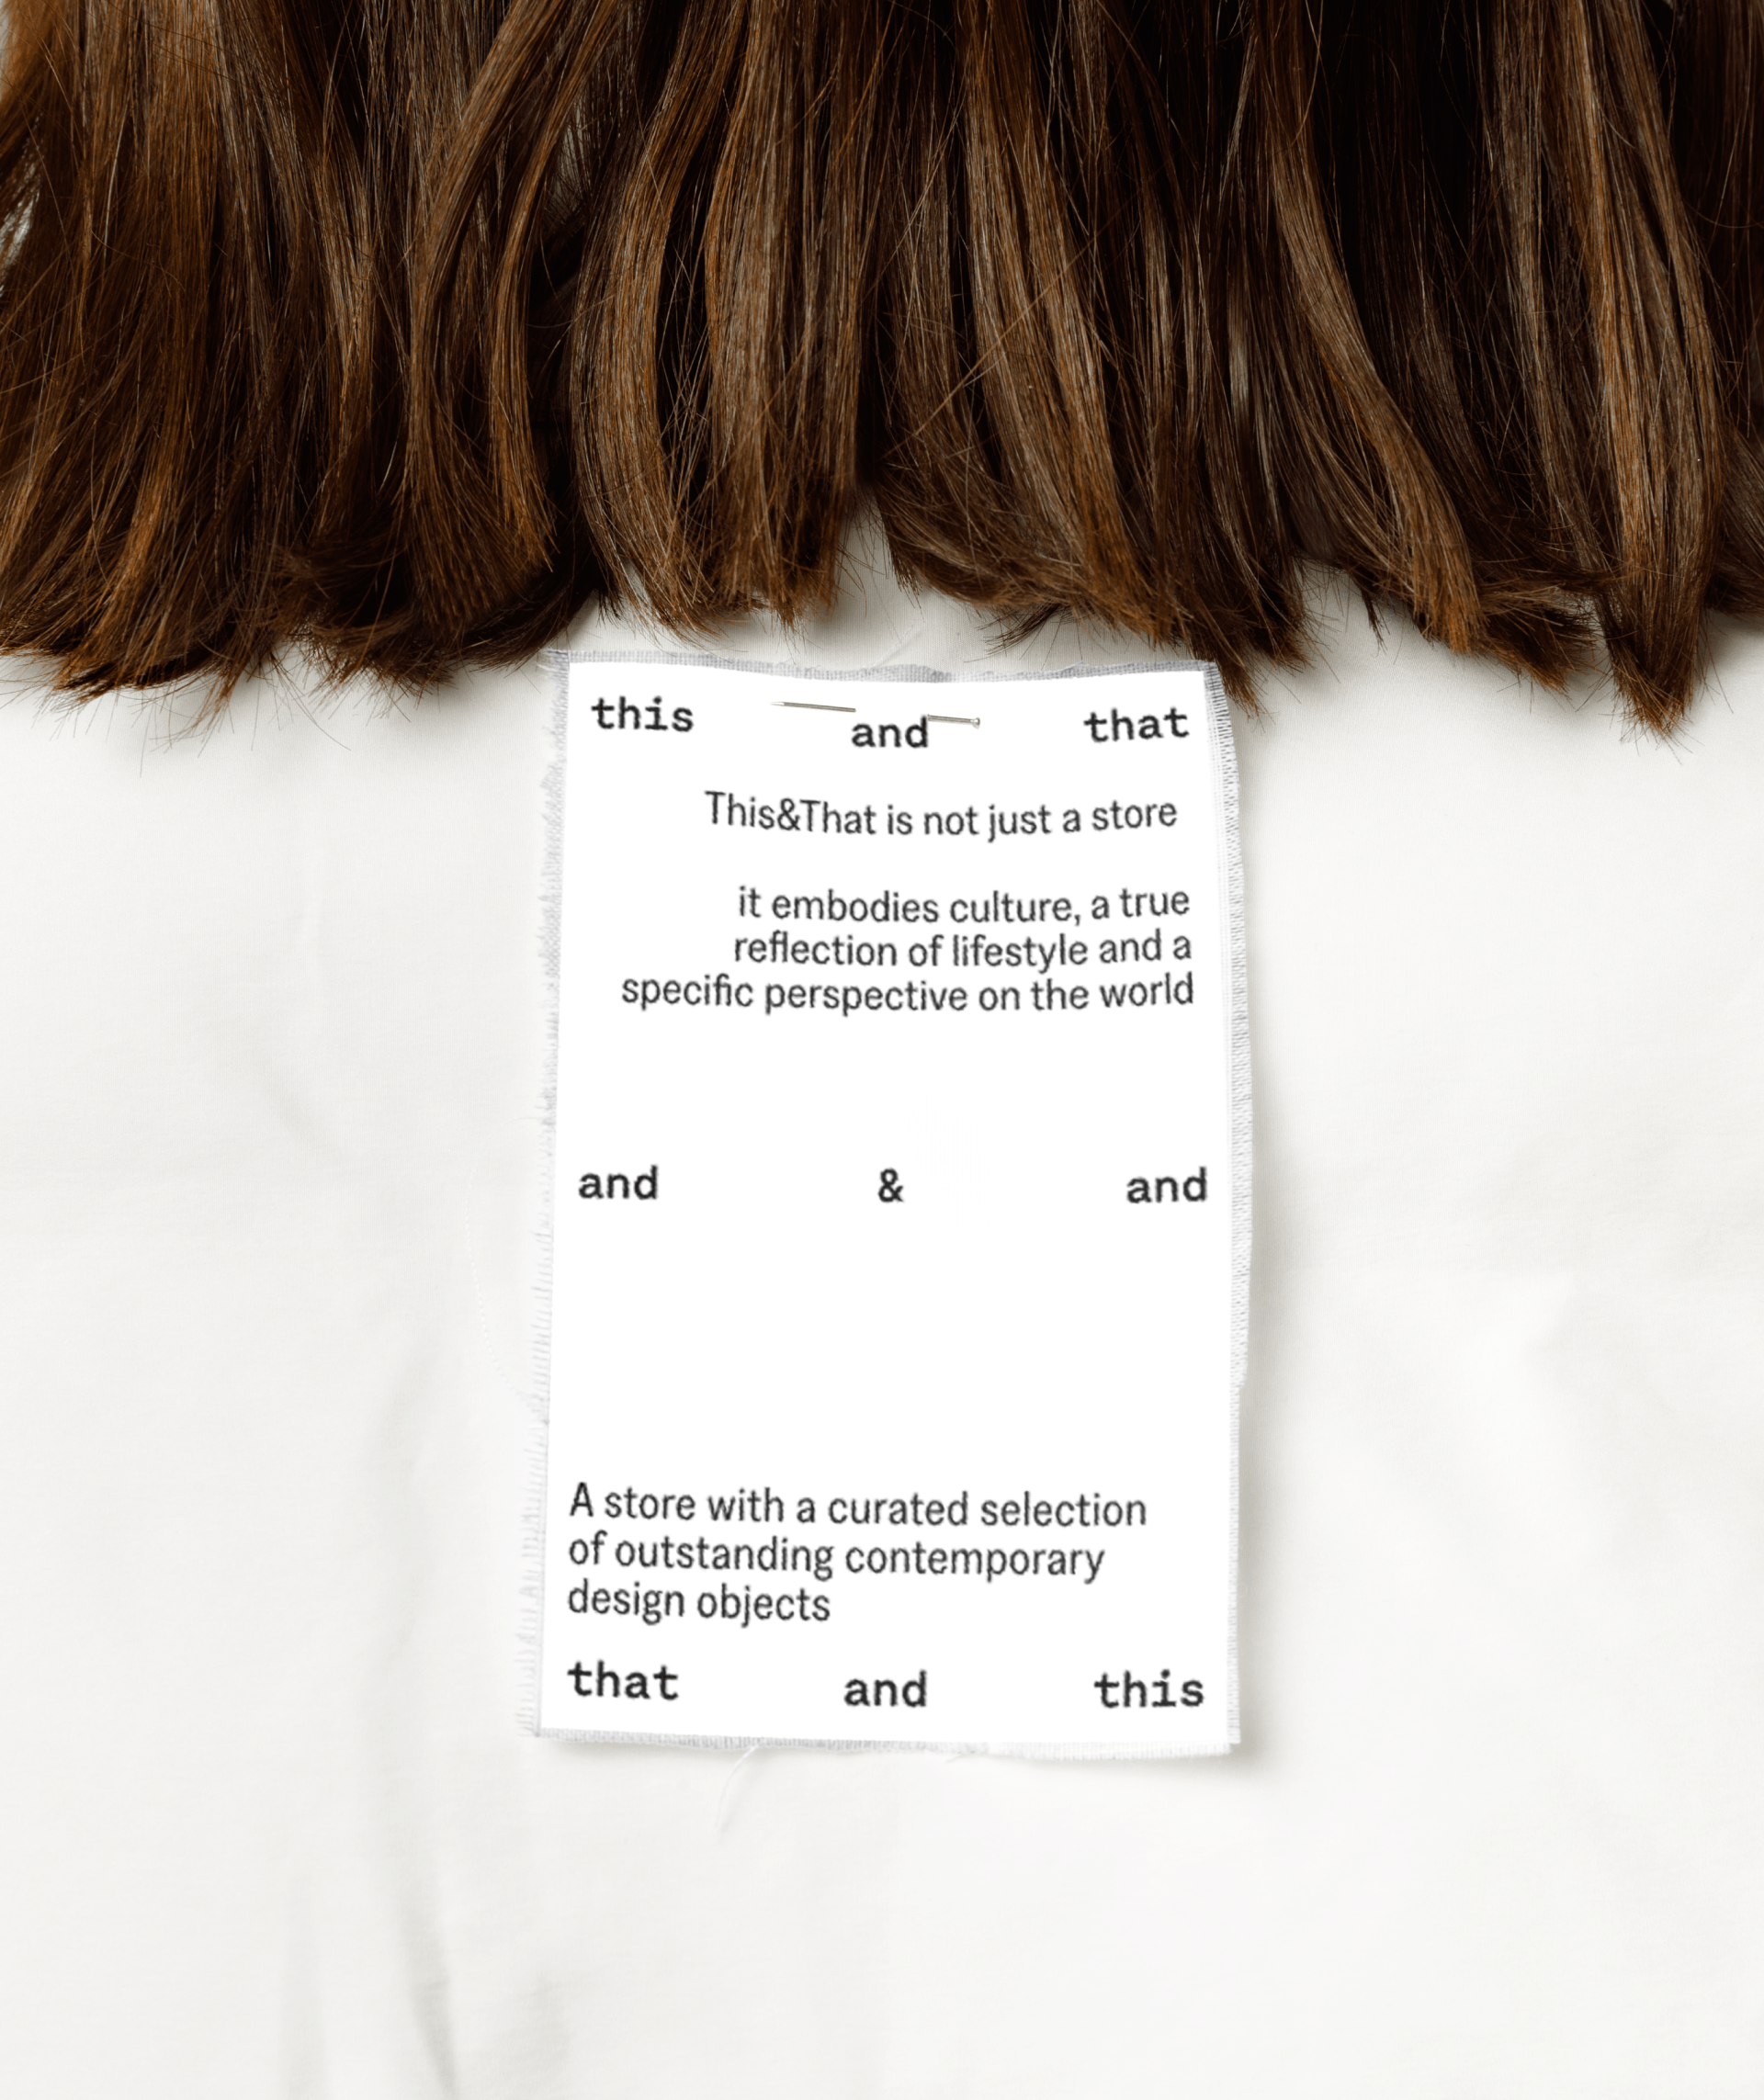 this and that
This&That is not just a store
it embodies culture, a true
reflection of lifestyle and a
specific perspective on the world
and & and
A store with a curated selection
of outstanding contemporary
design objects
that and this